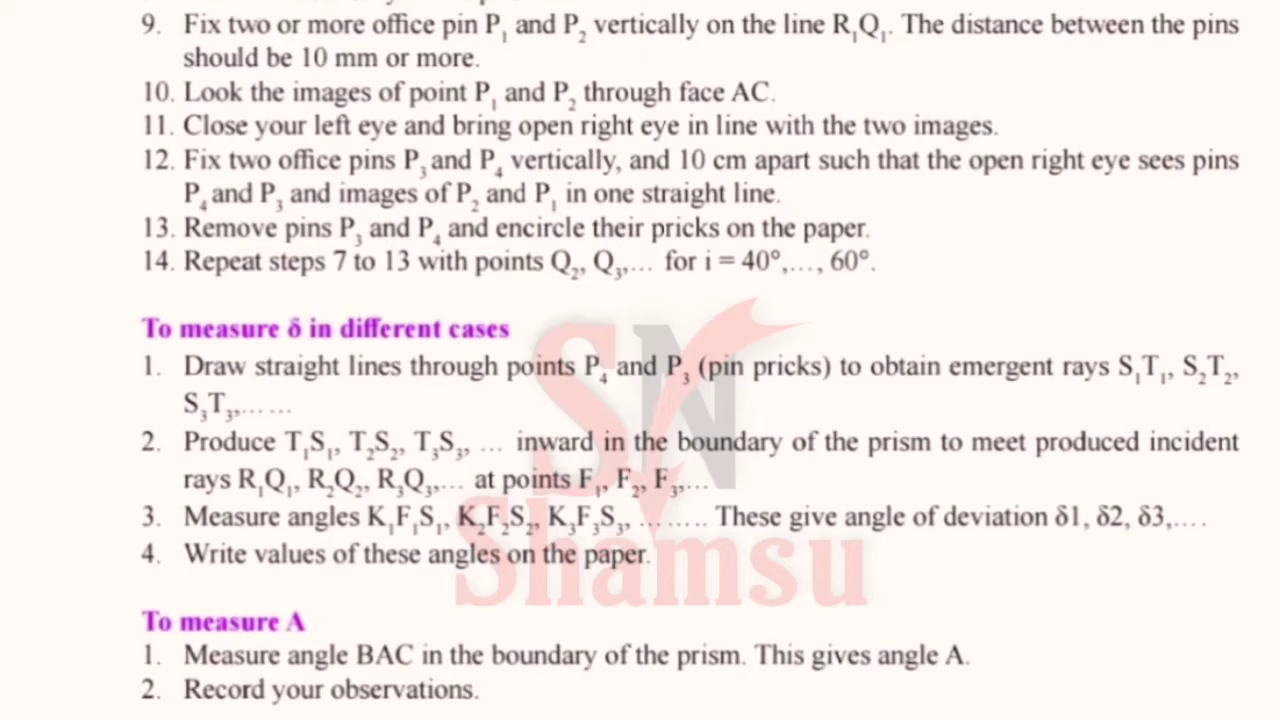 9. Fix two or more office pin P₁ and P₂ vertically on the line R₁Q₁. The distance between the pins
should be 10 mm or more.
10. Look the images of point P₁ and P₂ through face AC.
11. Close your left eye and bring open right eye in line with the two images.
12. Fix two office pins P₃and P₄ vertically, and 10 cm apart such that the open right eye sees pins
P₄and P₃ and images of P₂ and P₁ in one straight line.
13. Remove pins P₃ and P₄ and encircle their pricks on the paper.
14. Repeat steps 7 to 13 with points Q₂, Q₃,... for i = 40°,..., 60°.
To measure δ in different cases
1. Draw straight lines through points P₄ and P₃ (pin pricks) to obtain emergent rays S₁T₁, S₂T₂,
S₃T₃,... ...
2. Produce T₁S₁, T₂S₂, T₃S₃, ... inward in the boundary of the prism to meet produced incident
rays R₁Q₁, R₂Q₂, R₃Q₃,... at points F₁, F₂, F₃,...
3. Measure angles K₁F₁S₁, K₂F₂S₂, K₃F₃S₃, ........ These give angle of deviation δ1, δ2, δ3,....
4. Write values of these angles on the paper.
To measure A
1. Measure angle BAC in the boundary of the prism. This gives angle A.
2. Record your observations.
SN
Shamsu